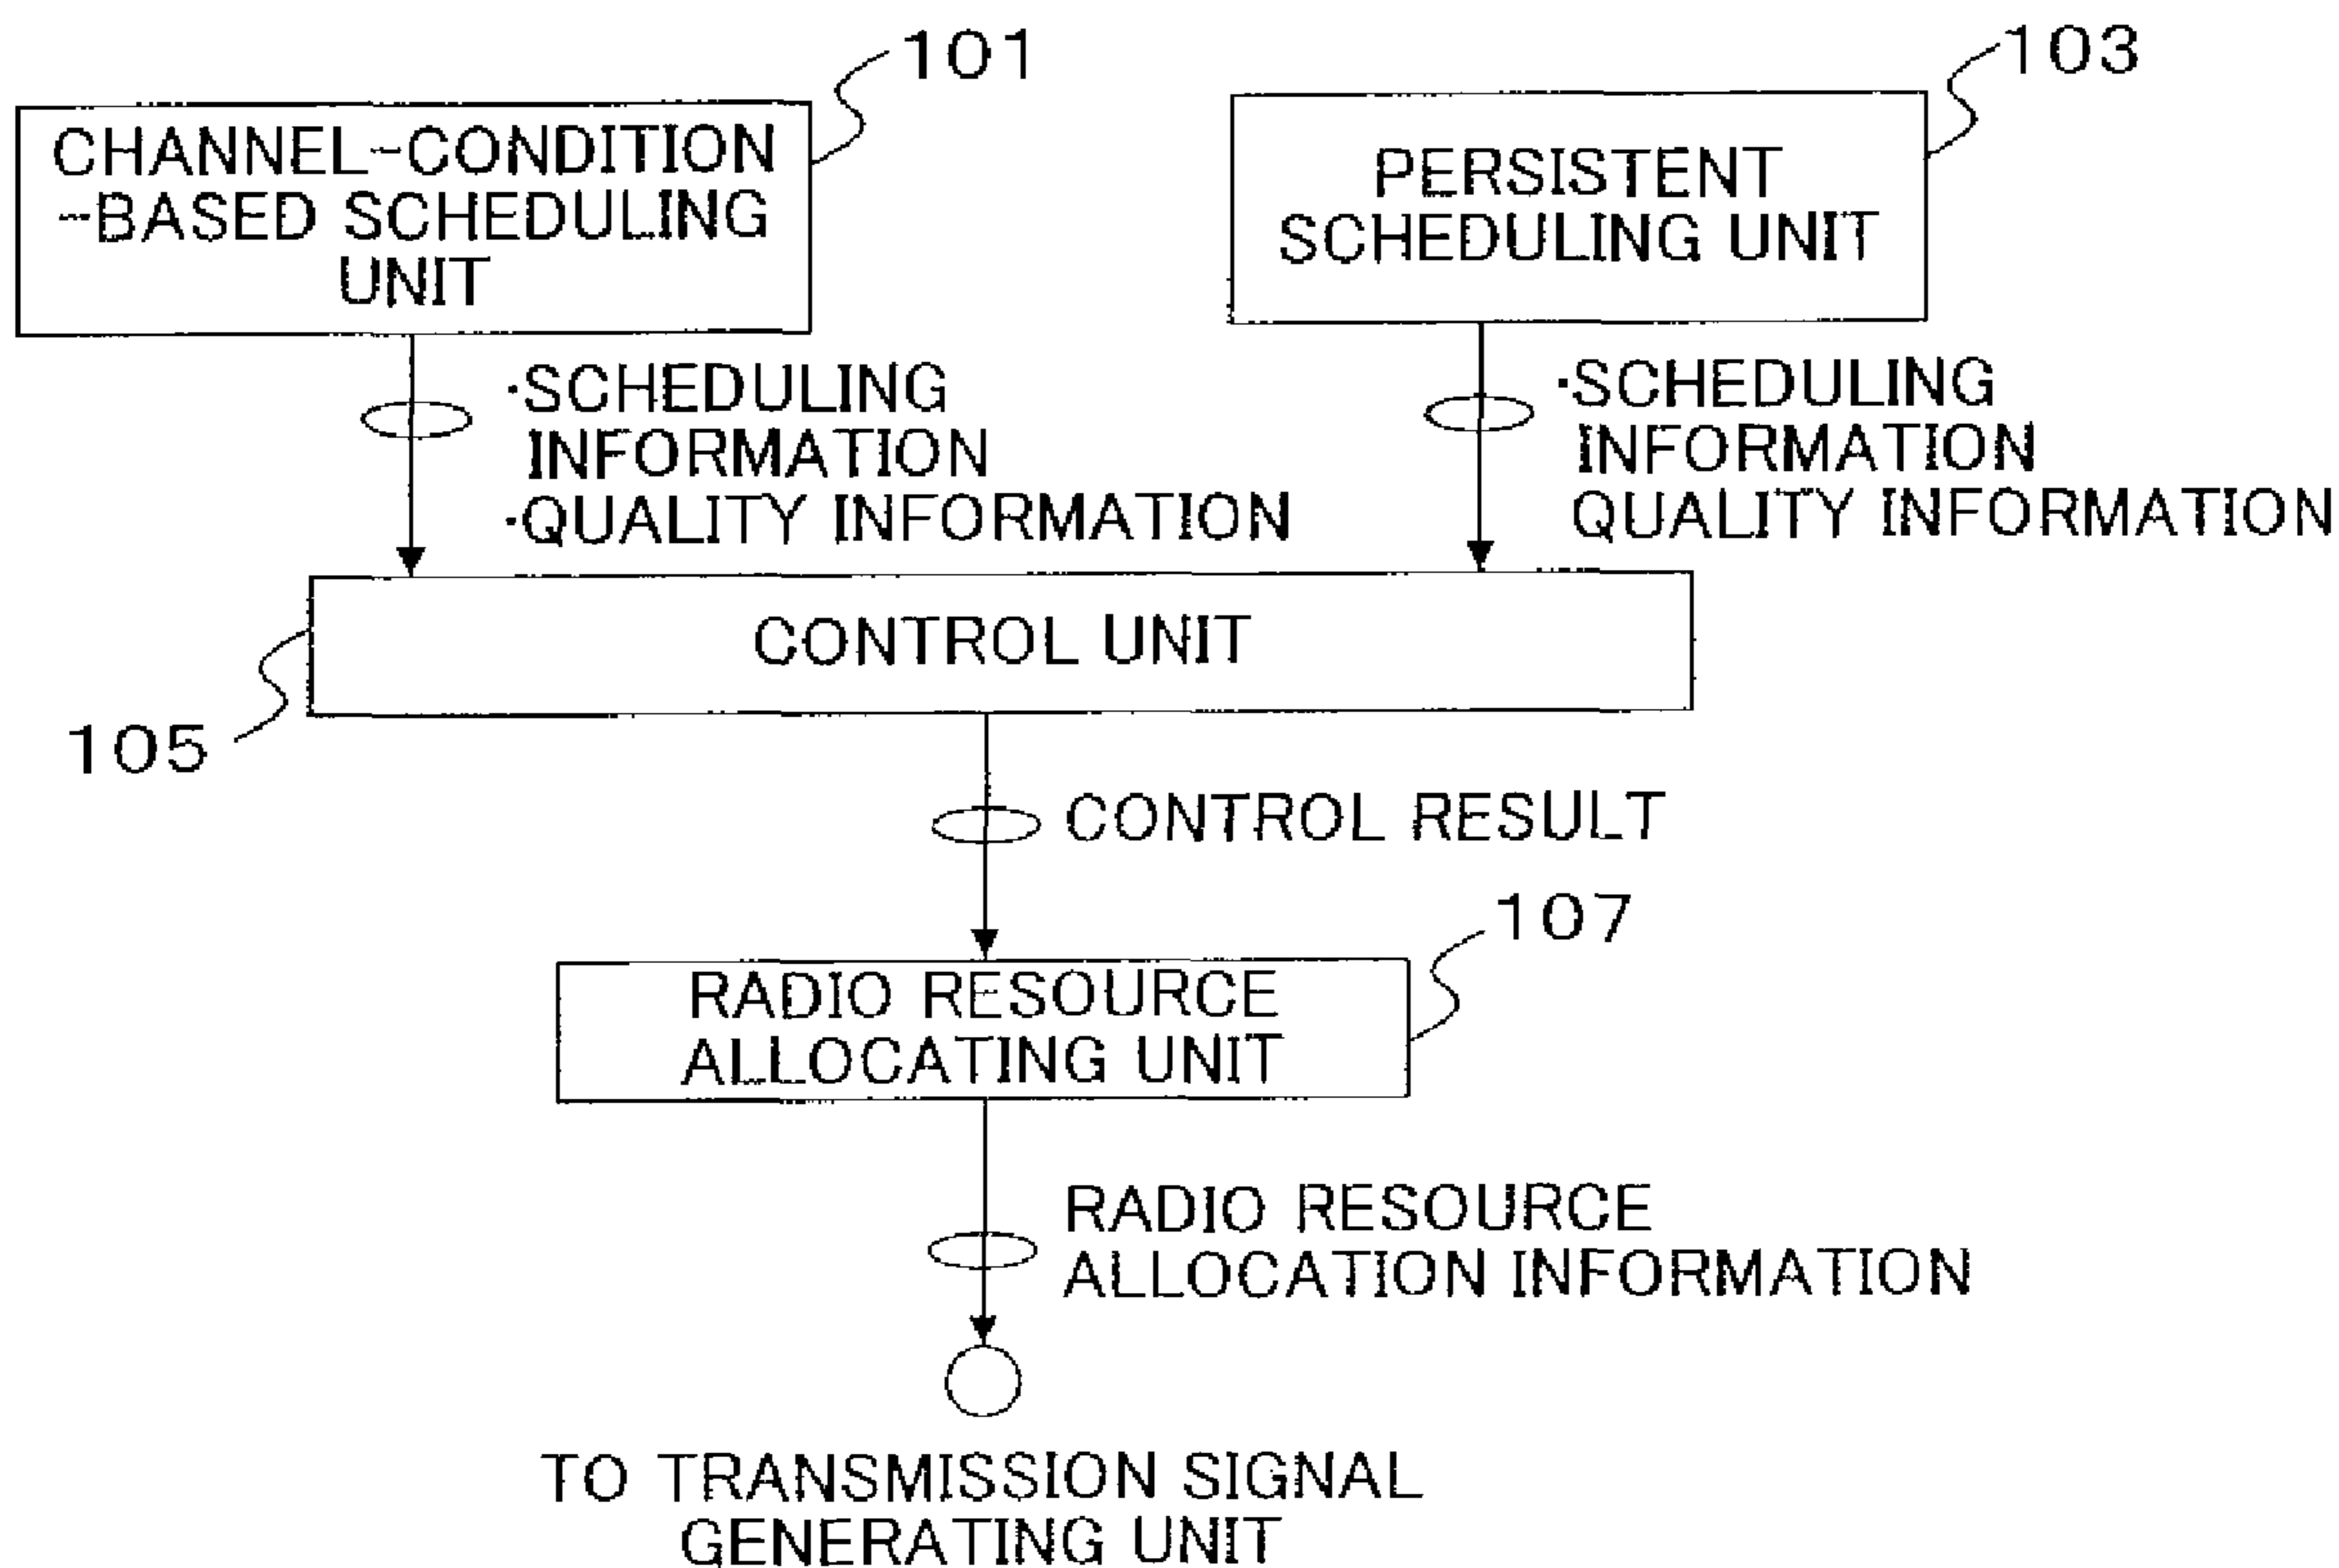 101
103
CHANNEL-CONDITION
-BASED SCHEDULING
UNIT
PERSISTENT
SCHEDULING UNIT
·SCHEDULING
INFORMATION
·QUALITY INFORMATION
·SCHEDULING
INFORMATION
QUALITY INFORMATION
CONTROL UNIT
105
CONTROL RESULT
107
RADIO RESOURCE
ALLOCATING UNIT
RADIO RESOURCE
ALLOCATION INFORMATION
TO TRANSMISSION SIGNAL
GENERATING UNIT